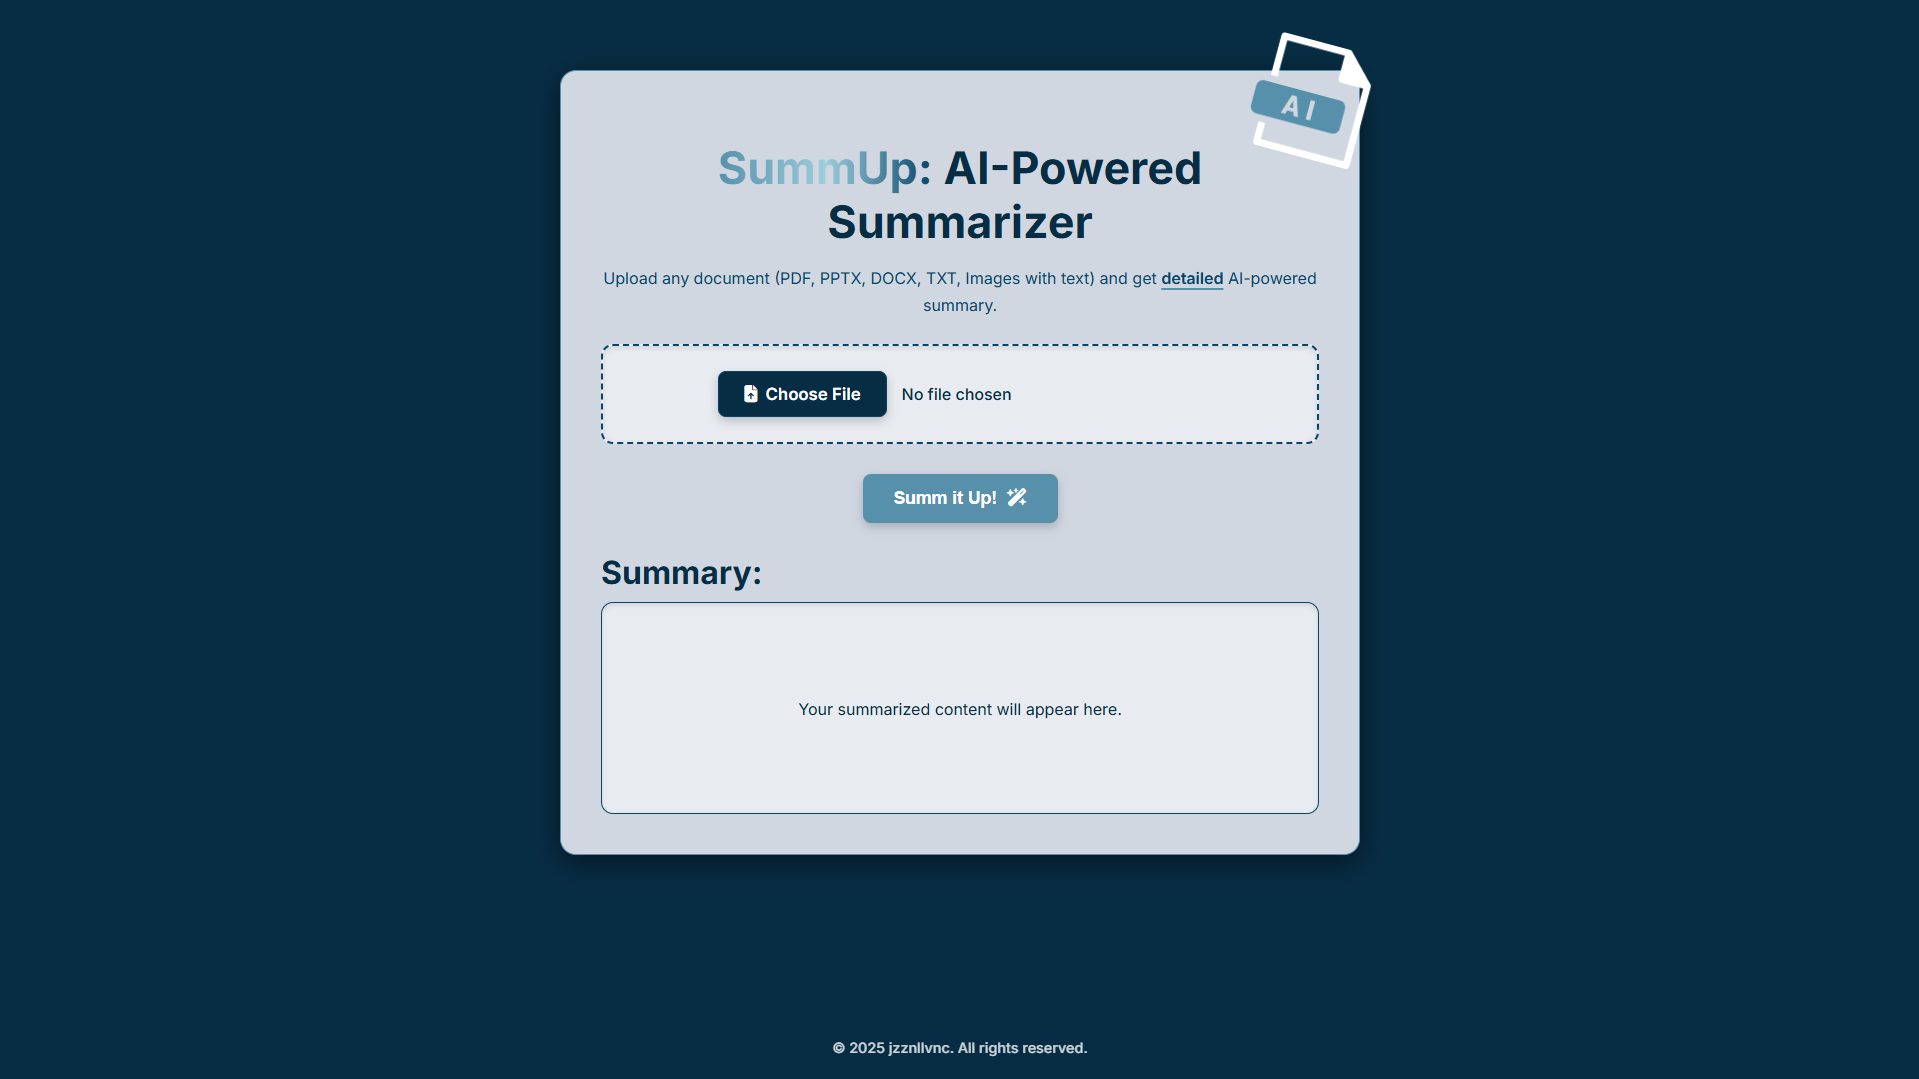 AI
SummUp: AI-Powered
Summarizer
Upload any document (PDF, PPTX, DOCX, TXT, Images with text) and get detailed AI-powered
summary.
Choose File No file chosen
Summ it Up!
Summary:
Your summarized content will appear here.
© 2025 jzznllvnc. All rights reserved.